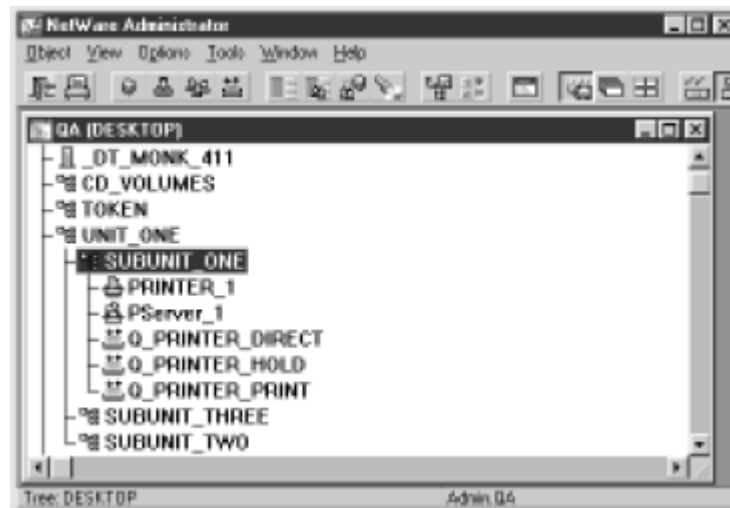 NetWare Administrator
Object View Options Tools Window Help
QA (DESKTOP)
_DT_MONK_411
CD_VOLUMES
TOKEN
UNIT_ONE
SUBUNIT_ONE
PRINTER_1
PServer_1
Q_PRINTER_DIRECT
Q_PRINTER_HOLD
Q_PRINTER_PRINT
SUBUNIT_THREE
SUBUNIT_TWO
Tree: DESKTOP Admin.QA